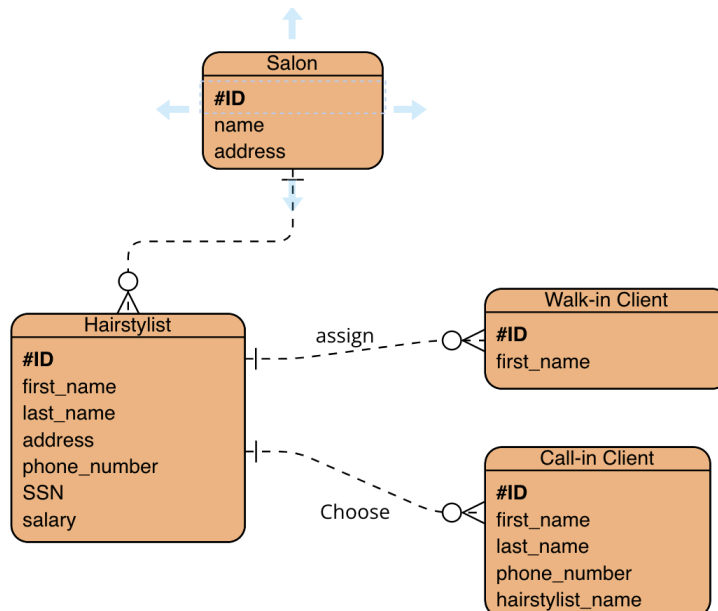 Salon
#ID
name
address
Hairstylist
#ID
first_name
last_name
address
phone_number
SSN
salary
assign
Choose
Walk-in Client
#ID
first_name
Call-in Client
#ID
first_name
last_name
phone_number
hairstylist_name